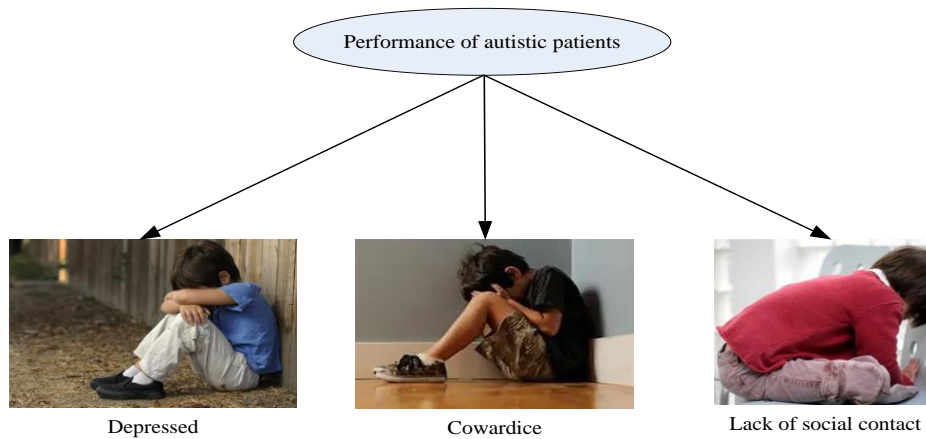 Performance of autistic patients
Depressed
Cowardice
Lack of social contact